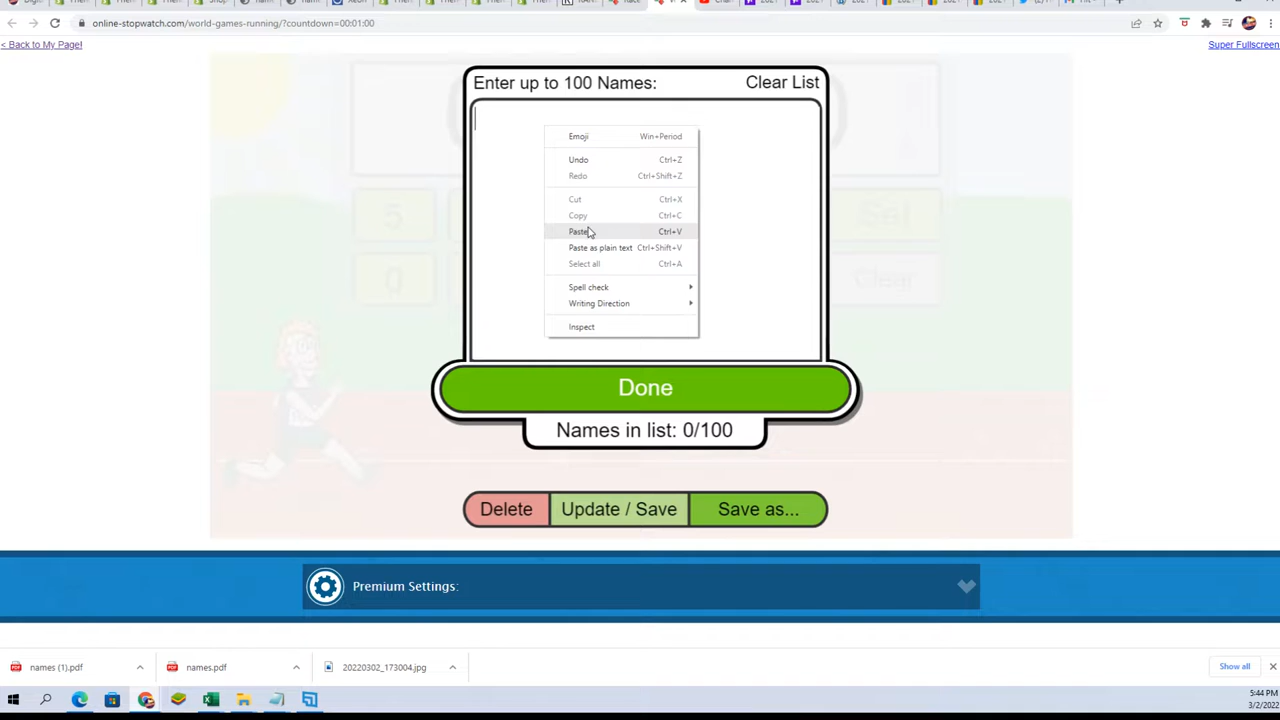 online-stopwatch.com/world-games-running/?countdown=00:01:00
< Back to My Page!
Super Fullscreen
Enter up to 100 Names:
Clear List
Emoji Win+Period
Undo Ctrl+Z
Redo Ctrl+Shift+Z
Cut Ctrl+X
Copy Ctrl+C
Paste Ctrl+V
Paste as plain text Ctrl+Shift+V
Select all Ctrl+A
Spell check
Writing Direction
Inspect
5
Set
0
Clear
Done
Names in list: 0/100
Delete
Update / Save
Save as...
Premium Settings:
names (1).pdf
names.pdf
20220302_173004.jpg
Show all
5:44 PM
3/2/2022